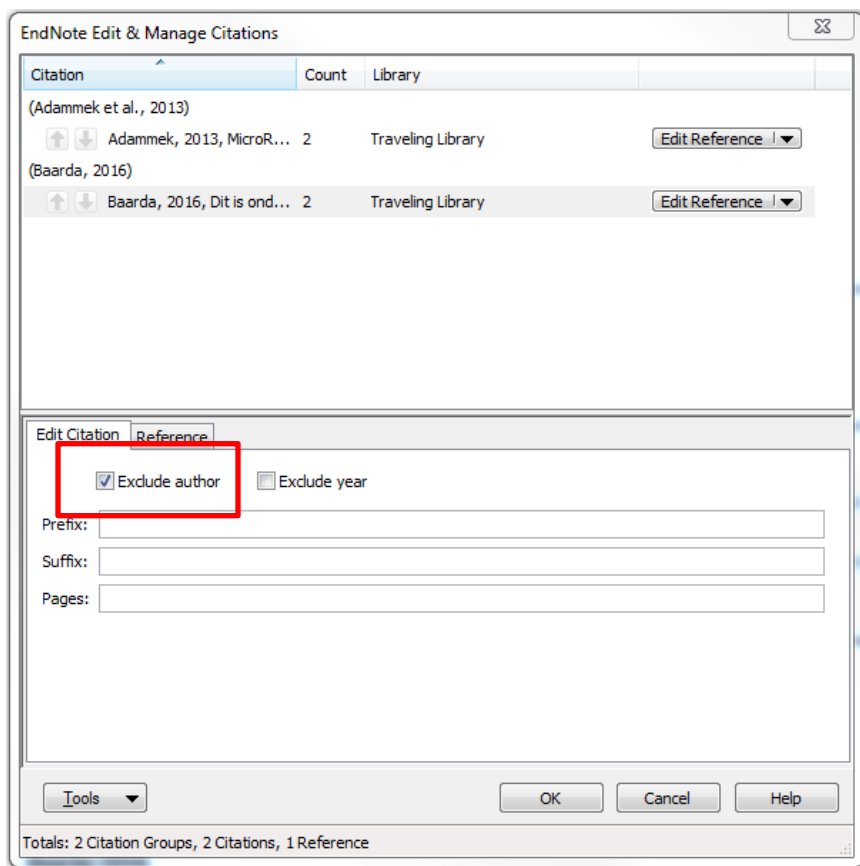 EndNote Edit & Manage Citations
Citation Count Library
(Adammek et al., 2013)
Adammek, 2013, MicroR... 2 Traveling Library Edit Reference
(Baarda, 2016)
Baarda, 2016, Dit is ond... 2 Traveling Library Edit Reference
Edit Citation Reference
Exclude author Exclude year
Prefix:
Suffix:
Pages:
Tools OK Cancel Help
Totals: 2 Citation Groups, 2 Citations, 1 Reference